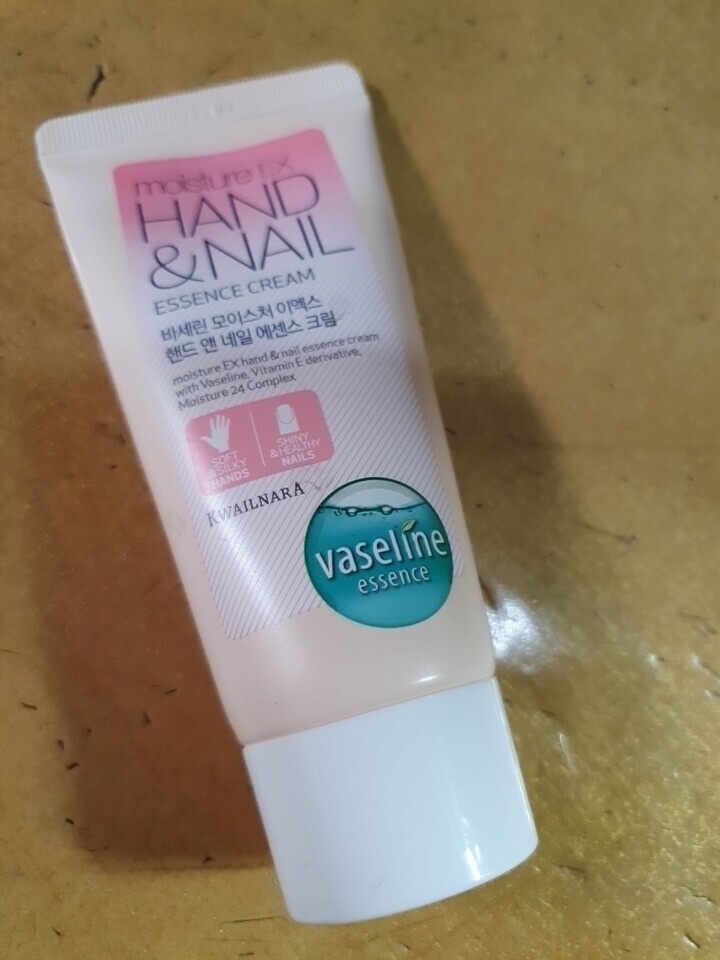 moisture EX
HAND
&NAIL
ESSENCE CREAM
바세린 모이스처 이엑스
핸드 앤 네일 에센스 크림
moisture EX hand & nail essence cream
with Vaseline, Vitamin E derivative,
Moisture 24 Complex
SOFT
& SILKY
HANDS
SHINY
& HEALTHY
NAILS
KWAILNARA
vaseline
essence